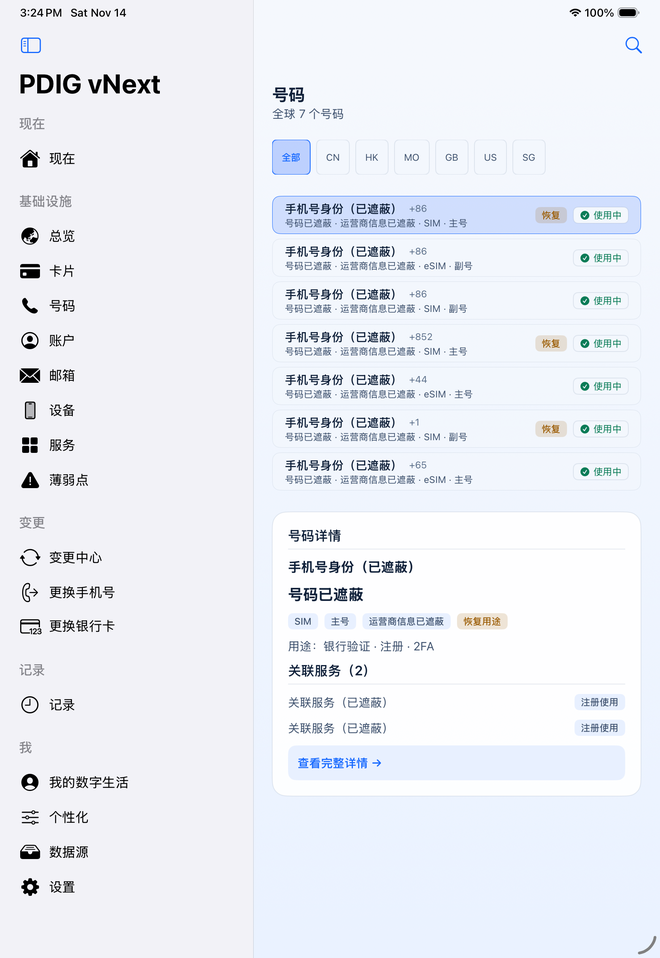 3:24 PM Sat Nov 14
100%
PDIG vNext
现在
现在
基础设施
总览
卡片
号码
账户
邮箱
设备
服务
薄弱点
变更
变更中心
更换手机号
123
更换银行卡
记录
记录
我
我的数字生活
个性化
数据源
设置
号码
全球 7 个号码
全部 CN HK MO GB US SG
手机号身份（已遮蔽） +86
号码已遮蔽 · 运营商信息已遮蔽 · SIM · 主号
恢复 使用中
手机号身份（已遮蔽） +86
号码已遮蔽 · 运营商信息已遮蔽 · eSIM · 副号
使用中
手机号身份（已遮蔽） +86
号码已遮蔽 · 运营商信息已遮蔽 · SIM · 副号
使用中
手机号身份（已遮蔽） +852
号码已遮蔽 · 运营商信息已遮蔽 · SIM · 主号
恢复 使用中
手机号身份（已遮蔽） +44
号码已遮蔽 · 运营商信息已遮蔽 · eSIM · 主号
使用中
手机号身份（已遮蔽） +1
号码已遮蔽 · 运营商信息已遮蔽 · SIM · 副号
恢复 使用中
手机号身份（已遮蔽） +65
号码已遮蔽 · 运营商信息已遮蔽 · eSIM · 主号
使用中
号码详情
手机号身份（已遮蔽）
号码已遮蔽
SIM 主号 运营商信息已遮蔽 恢复用途
用途：银行验证 · 注册 · 2FA
关联服务（2）
关联服务（已遮蔽） 注册使用
关联服务（已遮蔽） 注册使用
查看完整详情 →